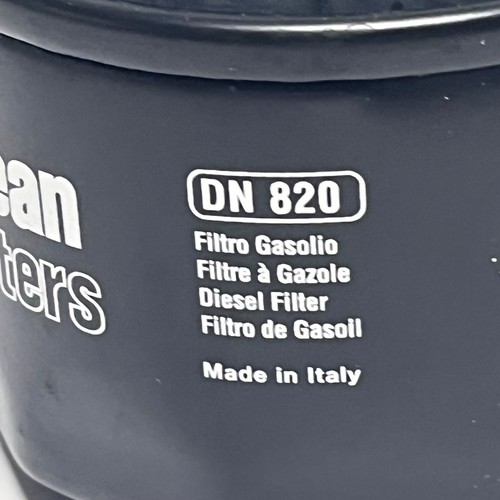 ean
ters
DN 820
Filtro Gasolio
Filtre à Gazole
Diesel Filter
Filtro de Gasoil
Made in Italy